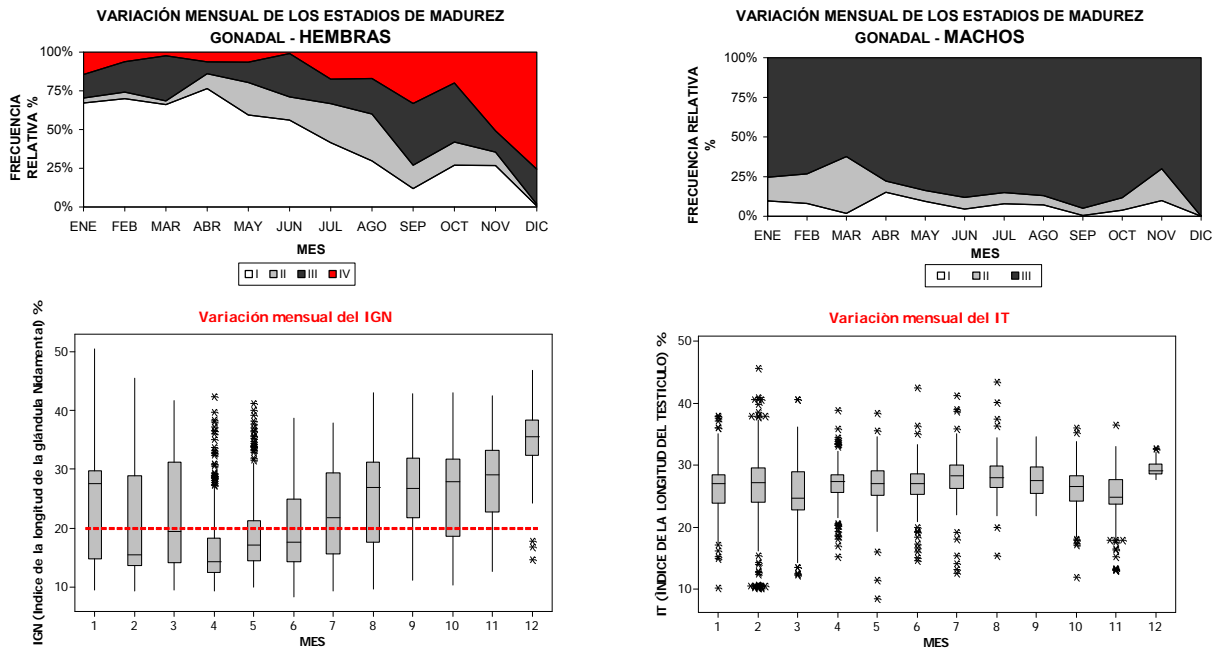 VARIACIÓN MENSUAL DE LOS ESTADIOS DE MADUREZ
GONADAL - HEMBRAS
FRECUENCIA
RELATIVA %
100%
75%
50%
25%
0%
ENE FEB MAR ABR MAY JUN JUL AGO SEP OCT NOV DIC
MES
I II III IV
VARIACIÓN MENSUAL DE LOS ESTADIOS DE MADUREZ
GONADAL - MACHOS
FRECUENCIA RELATIVA
%
100%
75%
50%
25%
0%
ENE FEB MAR ABR MAY JUN JUL AGO SEP OCT NOV DIC
MES
I II III
Variación mensual del IGN
IGN (Indice de la longitud de la glándula Nidamental) %
50
40
30
20
10
1 2 3 4 5 6 7 8 9 10 11 12
MES
Variaciòn mensual del IT
IT (ÍNDICE DE LA LONGITUD DEL TESTICULO) %
50
40
30
20
10
1 2 3 4 5 6 7 8 9 10 11 12
MES